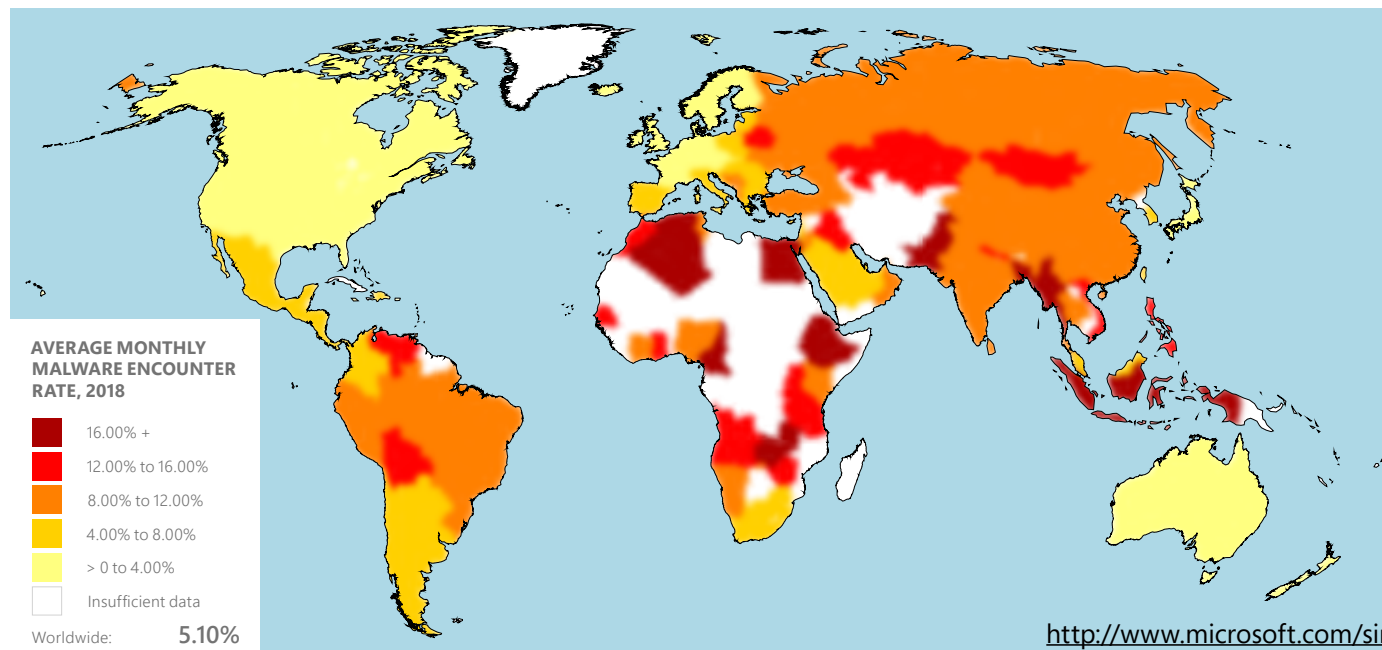 AVERAGE MONTHLY
MALWARE ENCOUNTER
RATE, 2018
16.00% +
12.00% to 16.00%
8.00% to 12.00%
4.00% to 8.00%
> 0 to 4.00%
Insufficient data
Worldwide: 5.10%
http://www.microsoft.com/sir